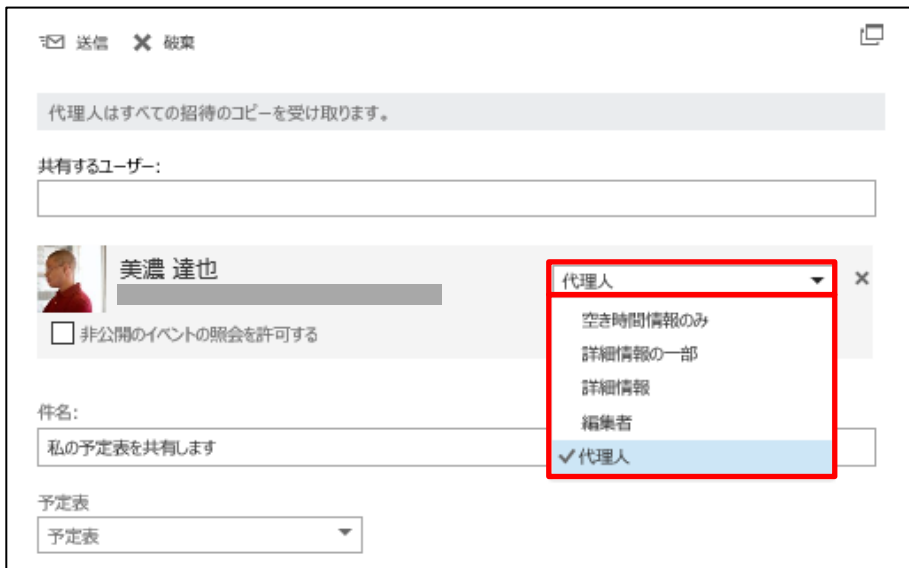 送信 破棄
代理人はすべての招待のコピーを受け取ります。
共有するユーザー:
美濃 達也
代理人
非公開のイベントの照会を許可する
空き時間情報のみ
詳細情報の一部
詳細情報
編集者
代理人
件名:
私の予定表を共有します
予定表
予定表